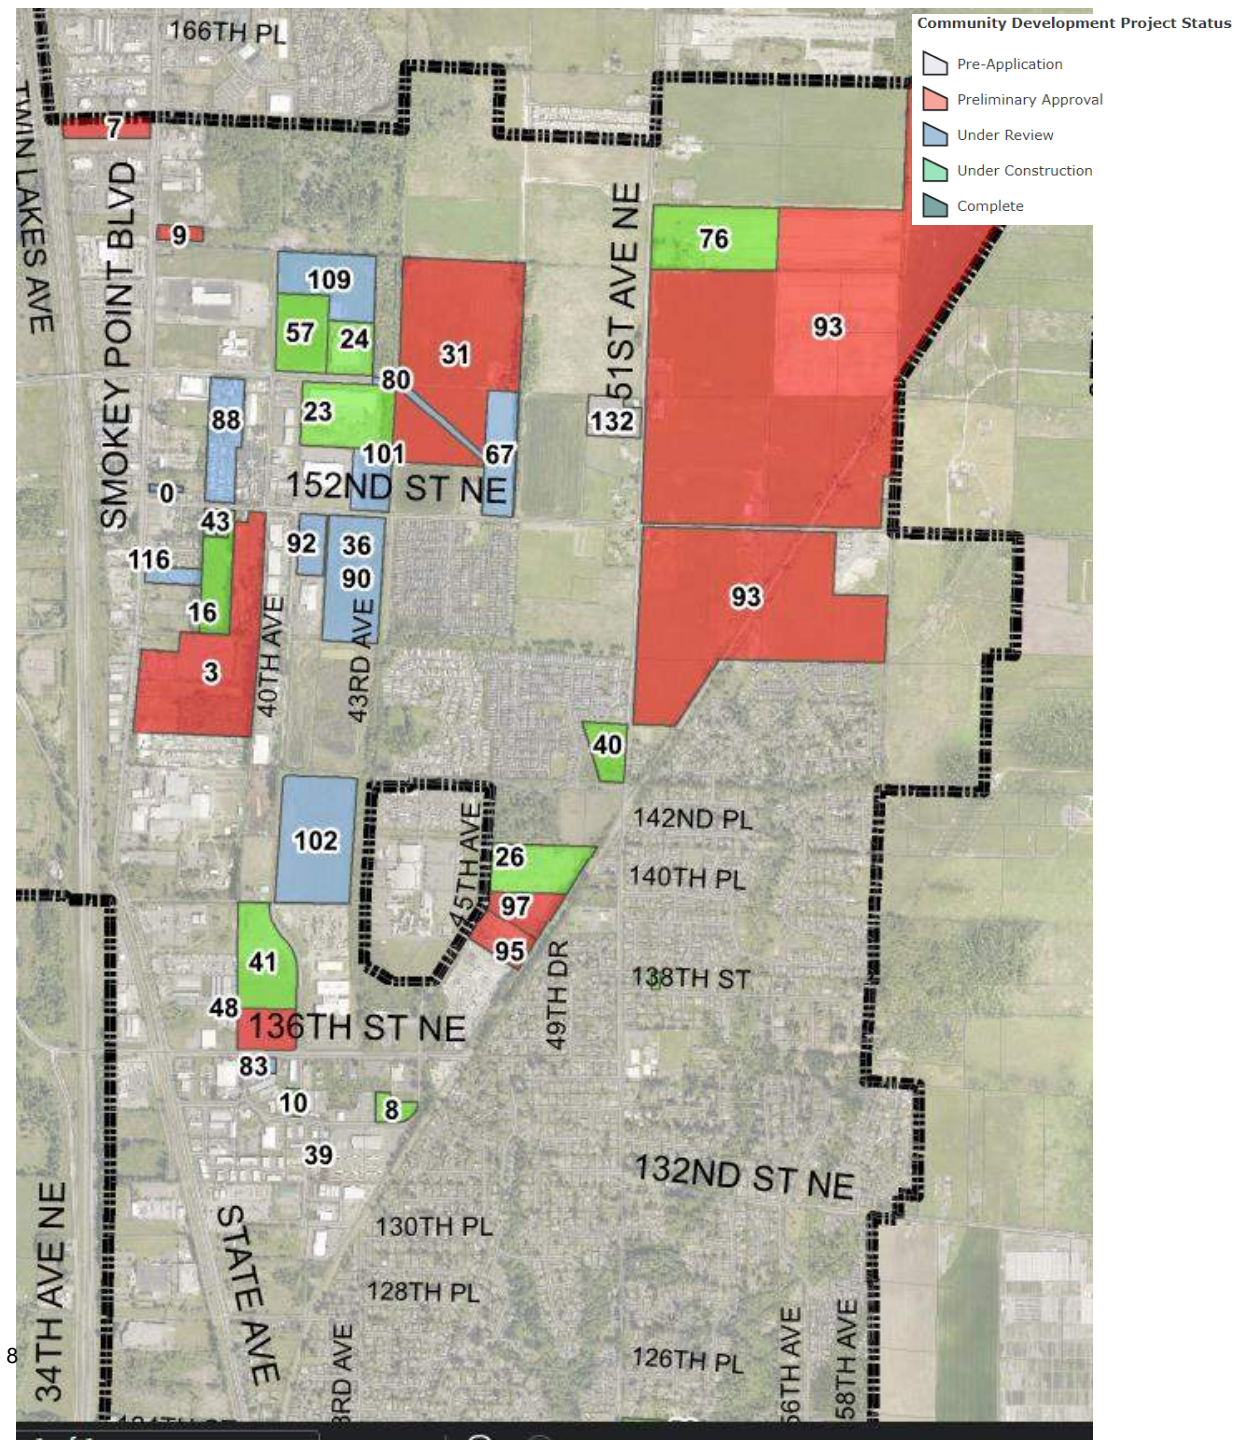 Community Development Project Status
Pre-Application
Preliminary Approval
Under Review
Under Construction
Complete
166TH PL
TWIN LAKES AVE
7
SMOKEY POINT BLVD
9
51ST AVE NE
76
109
57
24
31
93
80
23
88
132
101
67
152ND ST NE
0
43
92
36
116
90
93
16
3
40TH AVE
43RD AVE
40
102
142ND PL
45TH AVE
26
140TH PL
97
95
41
49TH DR
138TH ST
48
136TH ST NE
83
10
8
39
132ND ST NE
34TH AVE NE
STATE AVE
130TH PL
128TH PL
8
3RD AVE
126TH PL
56TH AVE
58TH AVE